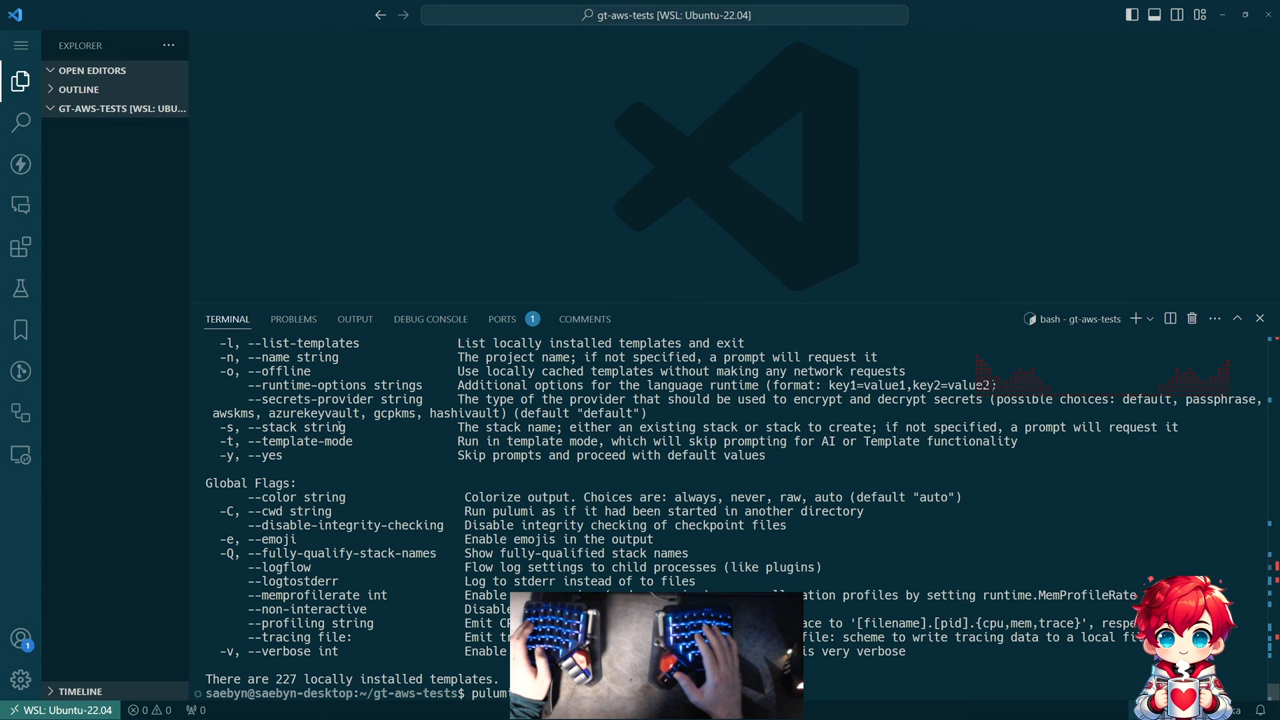 gt-aws-tests [WSL: Ubuntu-22.04]
EXPLORER
OPEN EDITORS
OUTLINE
GT-AWS-TESTS [WSL: UBU...
TERMINAL PROBLEMS OUTPUT DEBUG CONSOLE PORTS 1 COMMENTS
bash - gt-aws-tests
-l, --list-templates List locally installed templates and exit
-n, --name string The project name; if not specified, a prompt will request it
-o, --offline Use locally cached templates without making any network requests
--runtime-options strings Additional options for the language runtime (format: key1=value1,key2=value2)
--secrets-provider string The type of the provider that should be used to encrypt and decrypt secrets (possible choices: default, passphrase,
awskms, azurekeyvault, gcpkms, hashivault) (default "default")
-s, --stack string The stack name; either an existing stack or stack to create; if not specified, a prompt will request it
-t, --template-mode Run in template mode, which will skip prompting for AI or Template functionality
-y, --yes Skip prompts and proceed with default values
Global Flags:
--color string Colorize output. Choices are: always, never, raw, auto (default "auto")
-C, --cwd string Run pulumi as if it had been started in another directory
--disable-integrity-checking Disable integrity checking of checkpoint files
-e, --emoji Enable emojis in the output
-Q, --fully-qualify-stack-names Show fully-qualified stack names
--logflow Flow log settings to child processes (like plugins)
--logtostderr Log to stderr instead of to files
--memprofilerate int Enable profiles by setting runtime.MemProfileRate
--non-interactive Disable
--profiling string Emit to '[filename].[pid].{cpu,mem,trace}',
--tracing file: Emit file: scheme to write tracing data to a local
-v, --verbose int Enable is very verbose
There are 227 locally installed templates.
saebyn@saebyn-desktop:~/gt-aws-tests$ pulumi
TIMELINE
WSL: Ubuntu-22.04 0 0 0
1